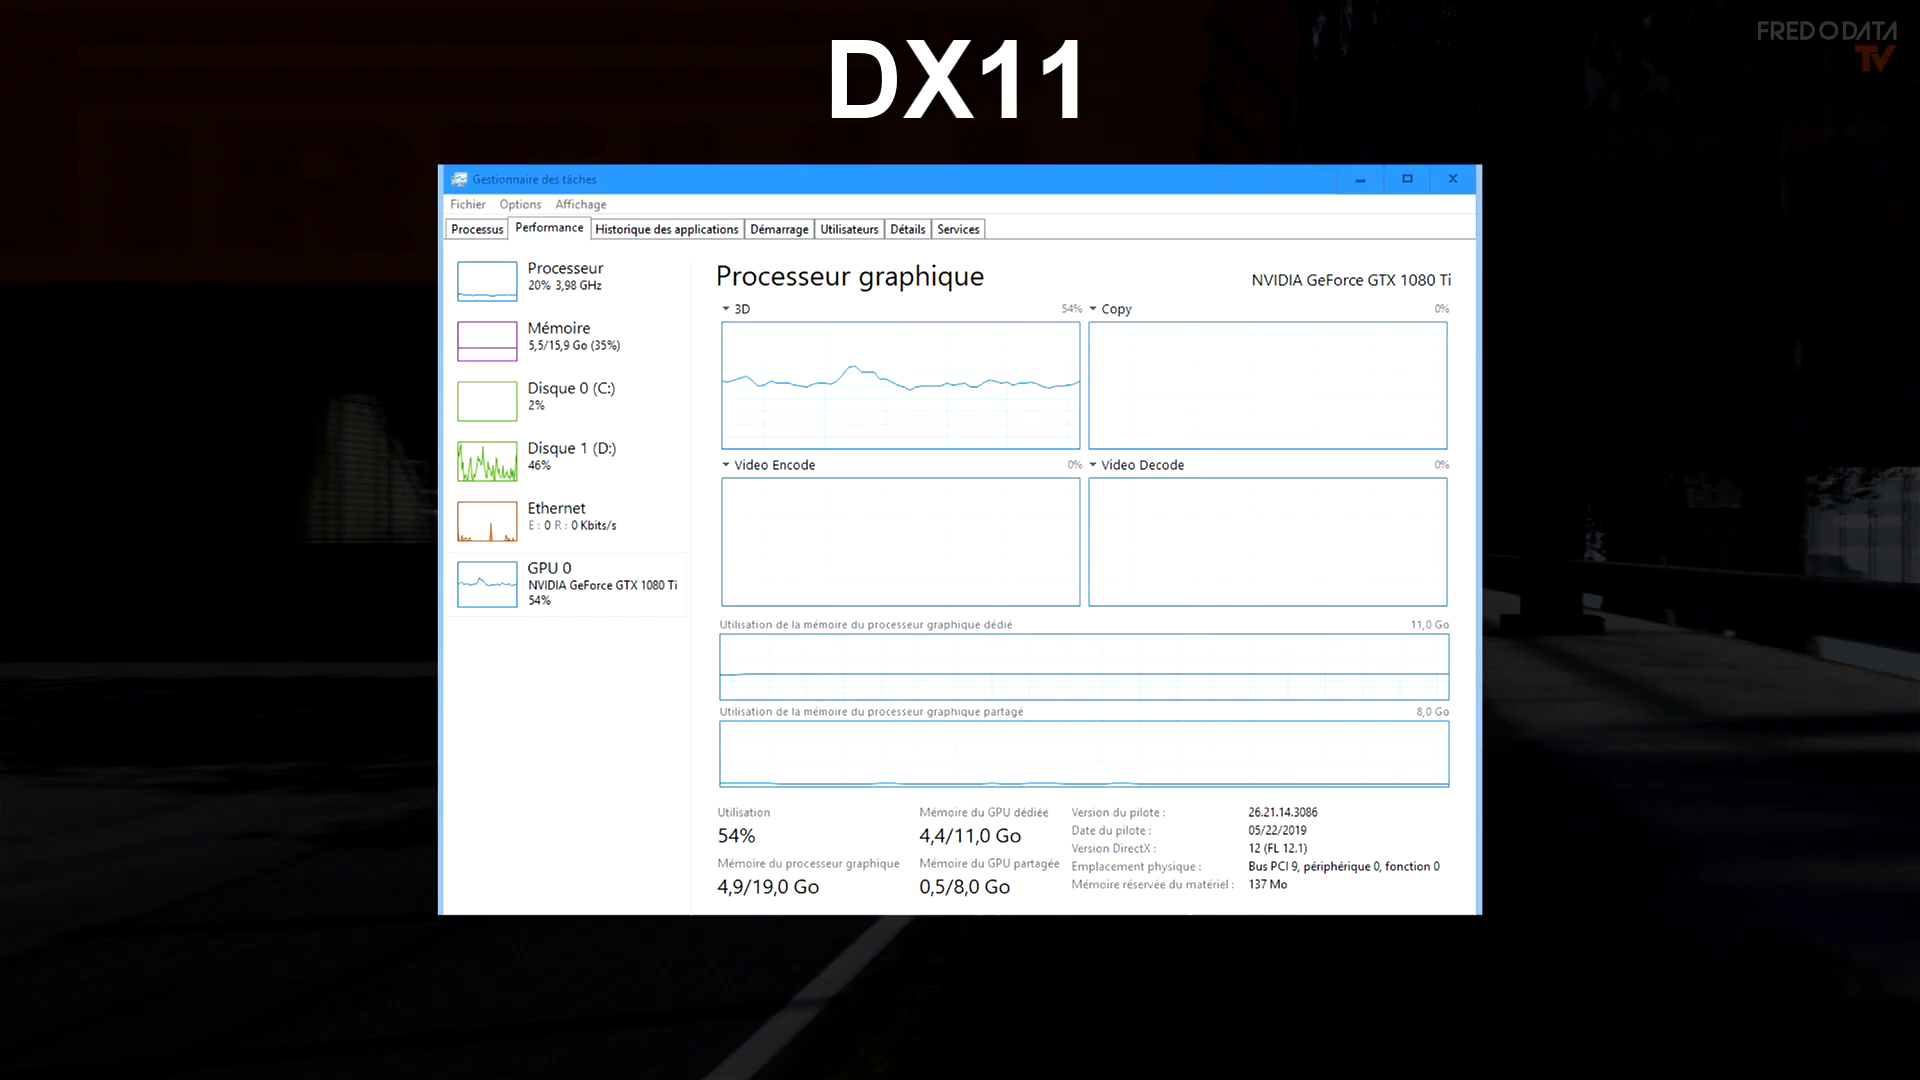 FRED O DATA
TV
DX11
Gestionnaire des tâches
Fichier Options Affichage
Processus Performance Historique des applications Démarrage Utilisateurs Détails Services
Processeur
20% 3,98 GHz
Mémoire
5,5/15,9 Go (35%)
Disque 0 (C:)
2%
Disque 1 (D:)
46%
Ethernet
E : 0 R : 0 Kbits/s
GPU 0
NVIDIA GeForce GTX 1080 Ti
54%
Processeur graphique
NVIDIA GeForce GTX 1080 Ti
3D 54% Copy 0%
Video Encode 0% Video Decode 0%
Utilisation de la mémoire du processeur graphique dédié 11,0 Go
Utilisation de la mémoire du processeur graphique partagé 8,0 Go
Utilisation
54%
Mémoire du GPU dédiée
4,4/11,0 Go
Mémoire du processeur graphique
4,9/19,0 Go
Mémoire du GPU partagée
0,5/8,0 Go
Version du pilote : 26.21.14.3086
Date du pilote : 05/22/2019
Version DirectX : 12 (FL 12.1)
Emplacement physique : Bus PCI 9, périphérique 0, fonction 0
Mémoire réservée du matériel : 137 Mo